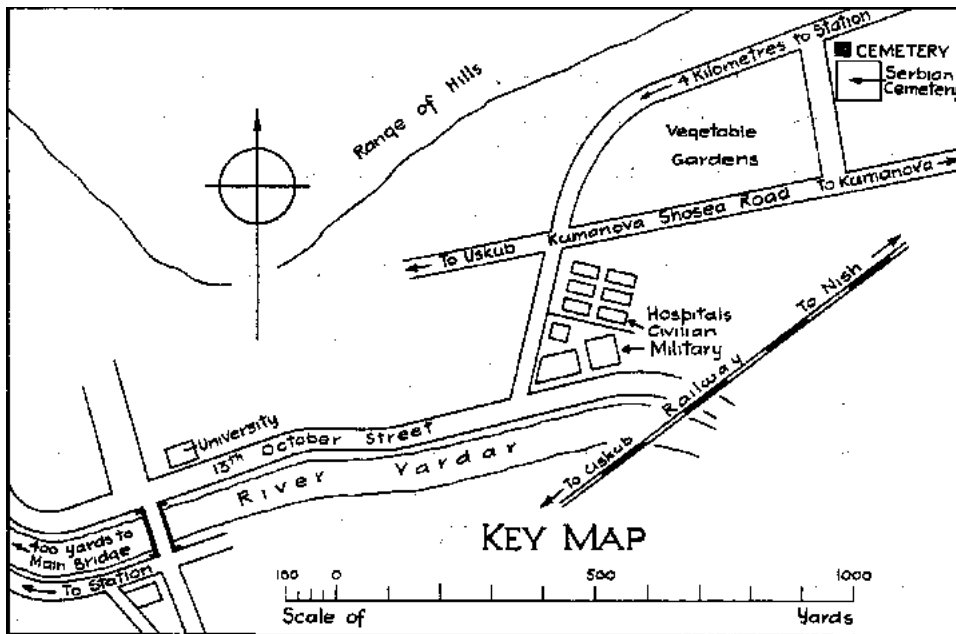 4 Kilometres to Station
CEMETERY
Serbian
Cemetery
Range of Hills
Vegetable
Gardens
To Uskub Kumanova Shosea Road To Kumanova
To Nish
Hospitals
Civilian
Military
Railway
University
13th October Street
River Vardar
To Uskub
400 yards to
Main Bridge
To Station
KEY MAP
100 0 500 1000
Scale of Yards